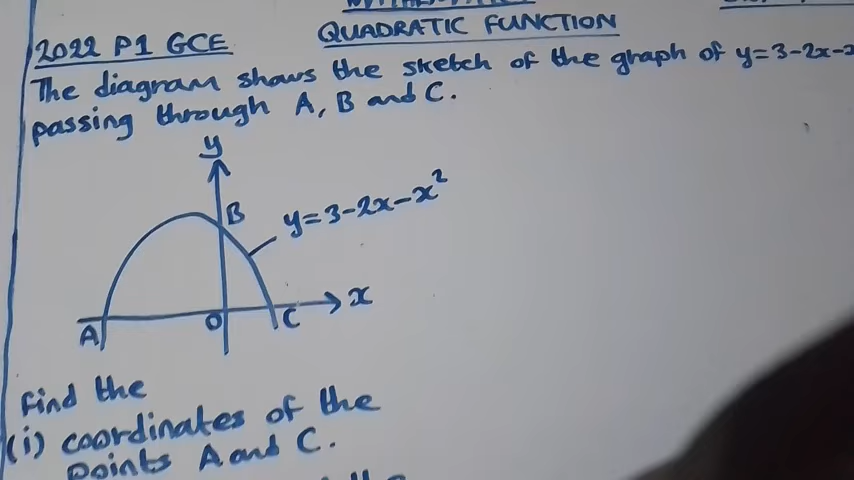 QUADRATIC FUNCTION
2022 P1 GCE
The diagram shows the sketch of the graph of y=3-2x-
passing through A, B and C.
y
B
y=3-2x-x²
x
A
O
C
Find the
(i) coordinates of the
points A and C.